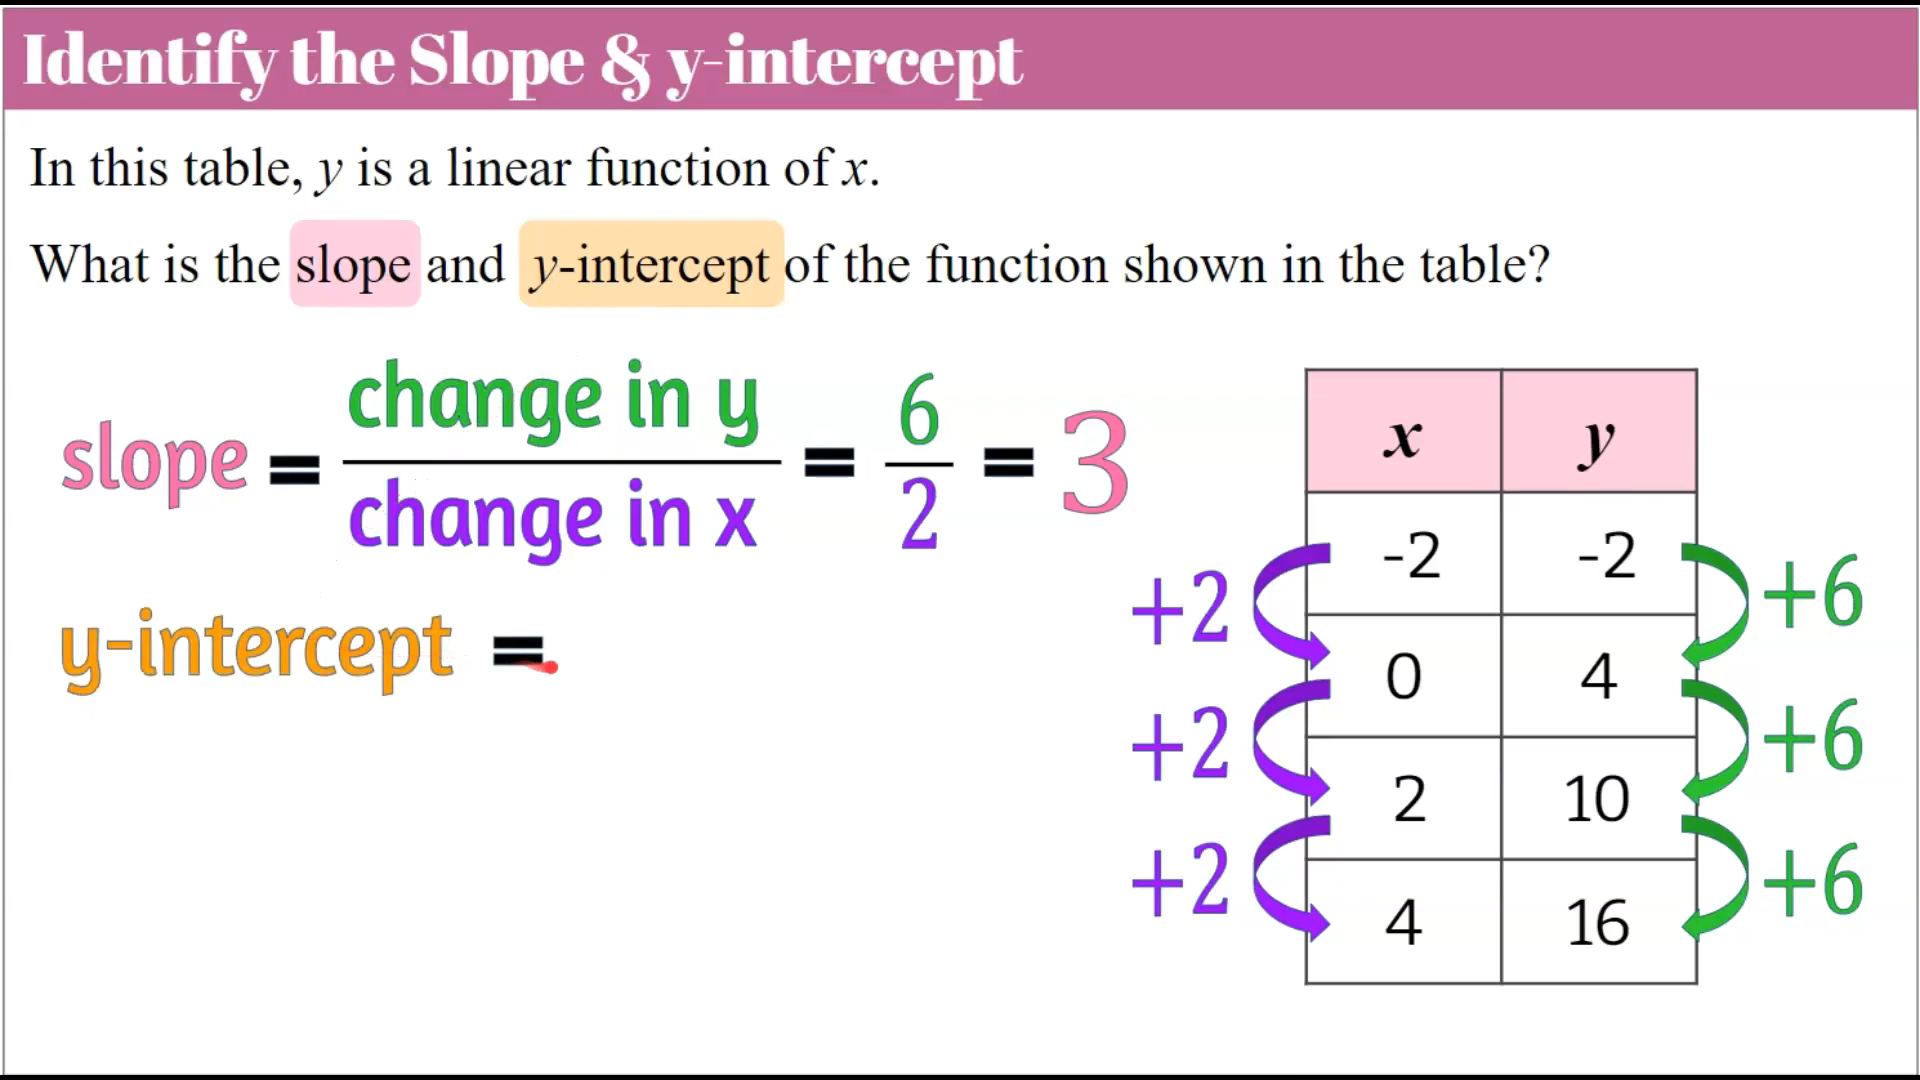 Identify the Slope & y-intercept
In this table, y is a linear function of x.
What is the slope and y-intercept of the function shown in the table?
slope = change in y / change in x = 6/2 = 3
y-intercept =
x y
-2 -2
+2 +6
0 4
+2 +6
2 10
+2 +6
4 16